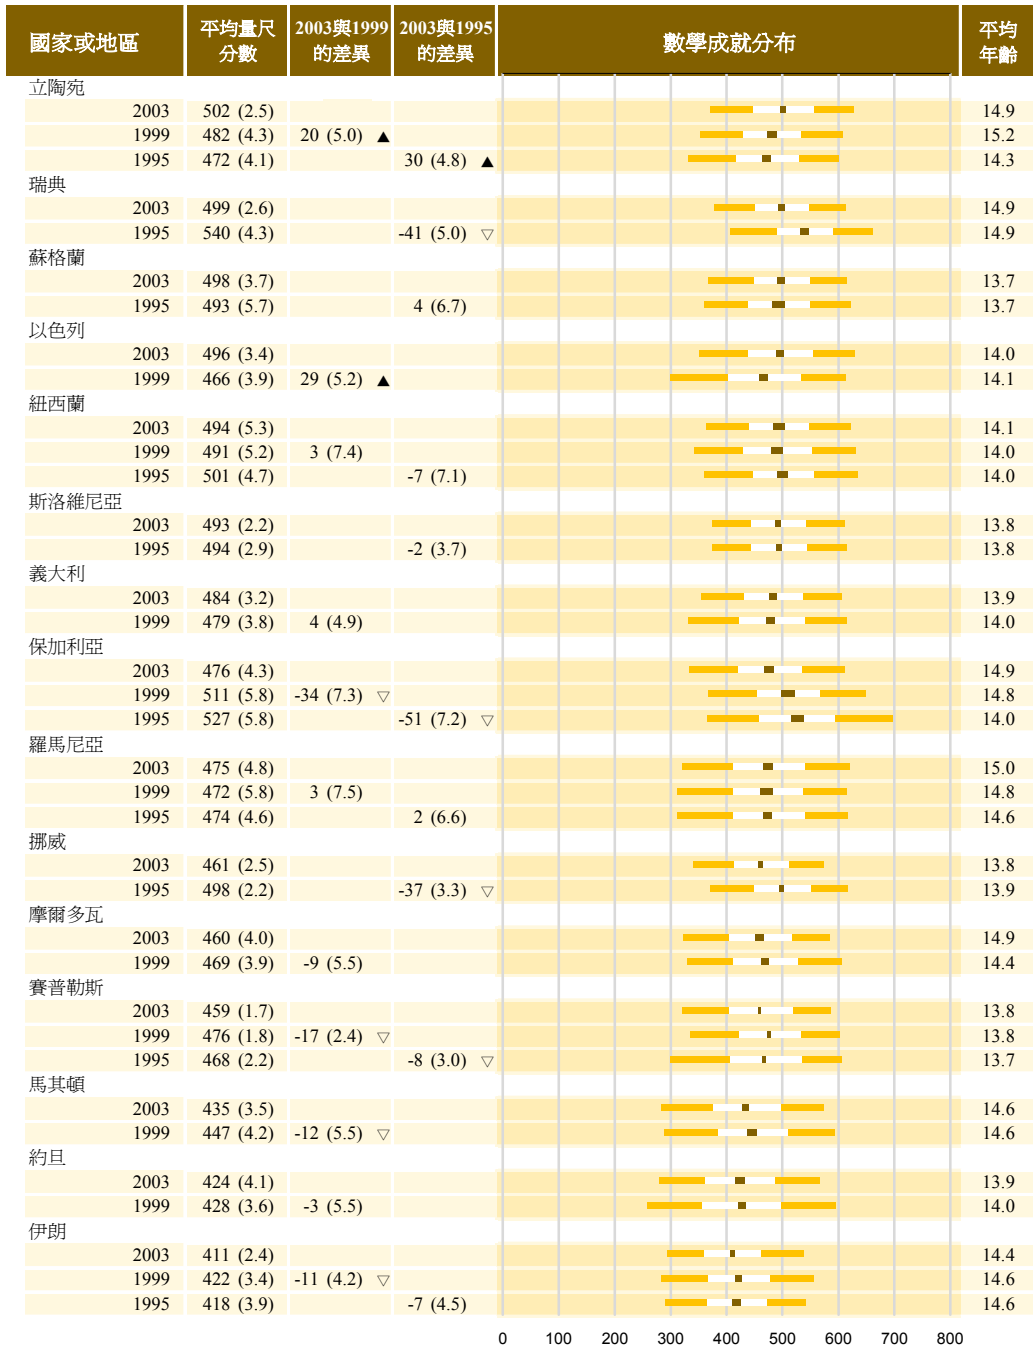 國家或地區 平均量尺分數 2003與1999的差異 2003與1995的差異 數學成就分布 平均年齡
立陶宛
2003 502 (2.5) 14.9
1999 482 (4.3) 20 (5.0) ▲ 15.2
1995 472 (4.1) 30 (4.8) ▲ 14.3
瑞典
2003 499 (2.6) 14.9
1995 540 (4.3) -41 (5.0) ▽ 14.9
蘇格蘭
2003 498 (3.7) 13.7
1995 493 (5.7) 4 (6.7) 13.7
以色列
2003 496 (3.4) 14.0
1999 466 (3.9) 29 (5.2) ▲ 14.1
紐西蘭
2003 494 (5.3) 14.1
1999 491 (5.2) 3 (7.4) 14.0
1995 501 (4.7) -7 (7.1) 14.0
斯洛維尼亞
2003 493 (2.2) 13.8
1995 494 (2.9) -2 (3.7) 13.8
義大利
2003 484 (3.2) 13.9
1999 479 (3.8) 4 (4.9) 14.0
保加利亞
2003 476 (4.3) 14.9
1999 511 (5.8) -34 (7.3) ▽ 14.8
1995 527 (5.8) -51 (7.2) ▽ 14.0
羅馬尼亞
2003 475 (4.8) 15.0
1999 472 (5.8) 3 (7.5) 14.8
1995 474 (4.6) 2 (6.6) 14.6
挪威
2003 461 (2.5) 13.8
1995 498 (2.2) -37 (3.3) ▽ 13.9
摩爾多瓦
2003 460 (4.0) 14.9
1999 469 (3.9) -9 (5.5) 14.4
賽普勒斯
2003 459 (1.7) 13.8
1999 476 (1.8) -17 (2.4) ▽ 13.8
1995 468 (2.2) -8 (3.0) ▽ 13.7
馬其頓
2003 435 (3.5) 14.6
1999 447 (4.2) -12 (5.5) ▽ 14.6
約旦
2003 424 (4.1) 13.9
1999 428 (3.6) -3 (5.5) 14.0
伊朗
2003 411 (2.4) 14.4
1999 422 (3.4) -11 (4.2) ▽ 14.6
1995 418 (3.9) -7 (4.5) 14.6
0 100 200 300 400 500 600 700 800